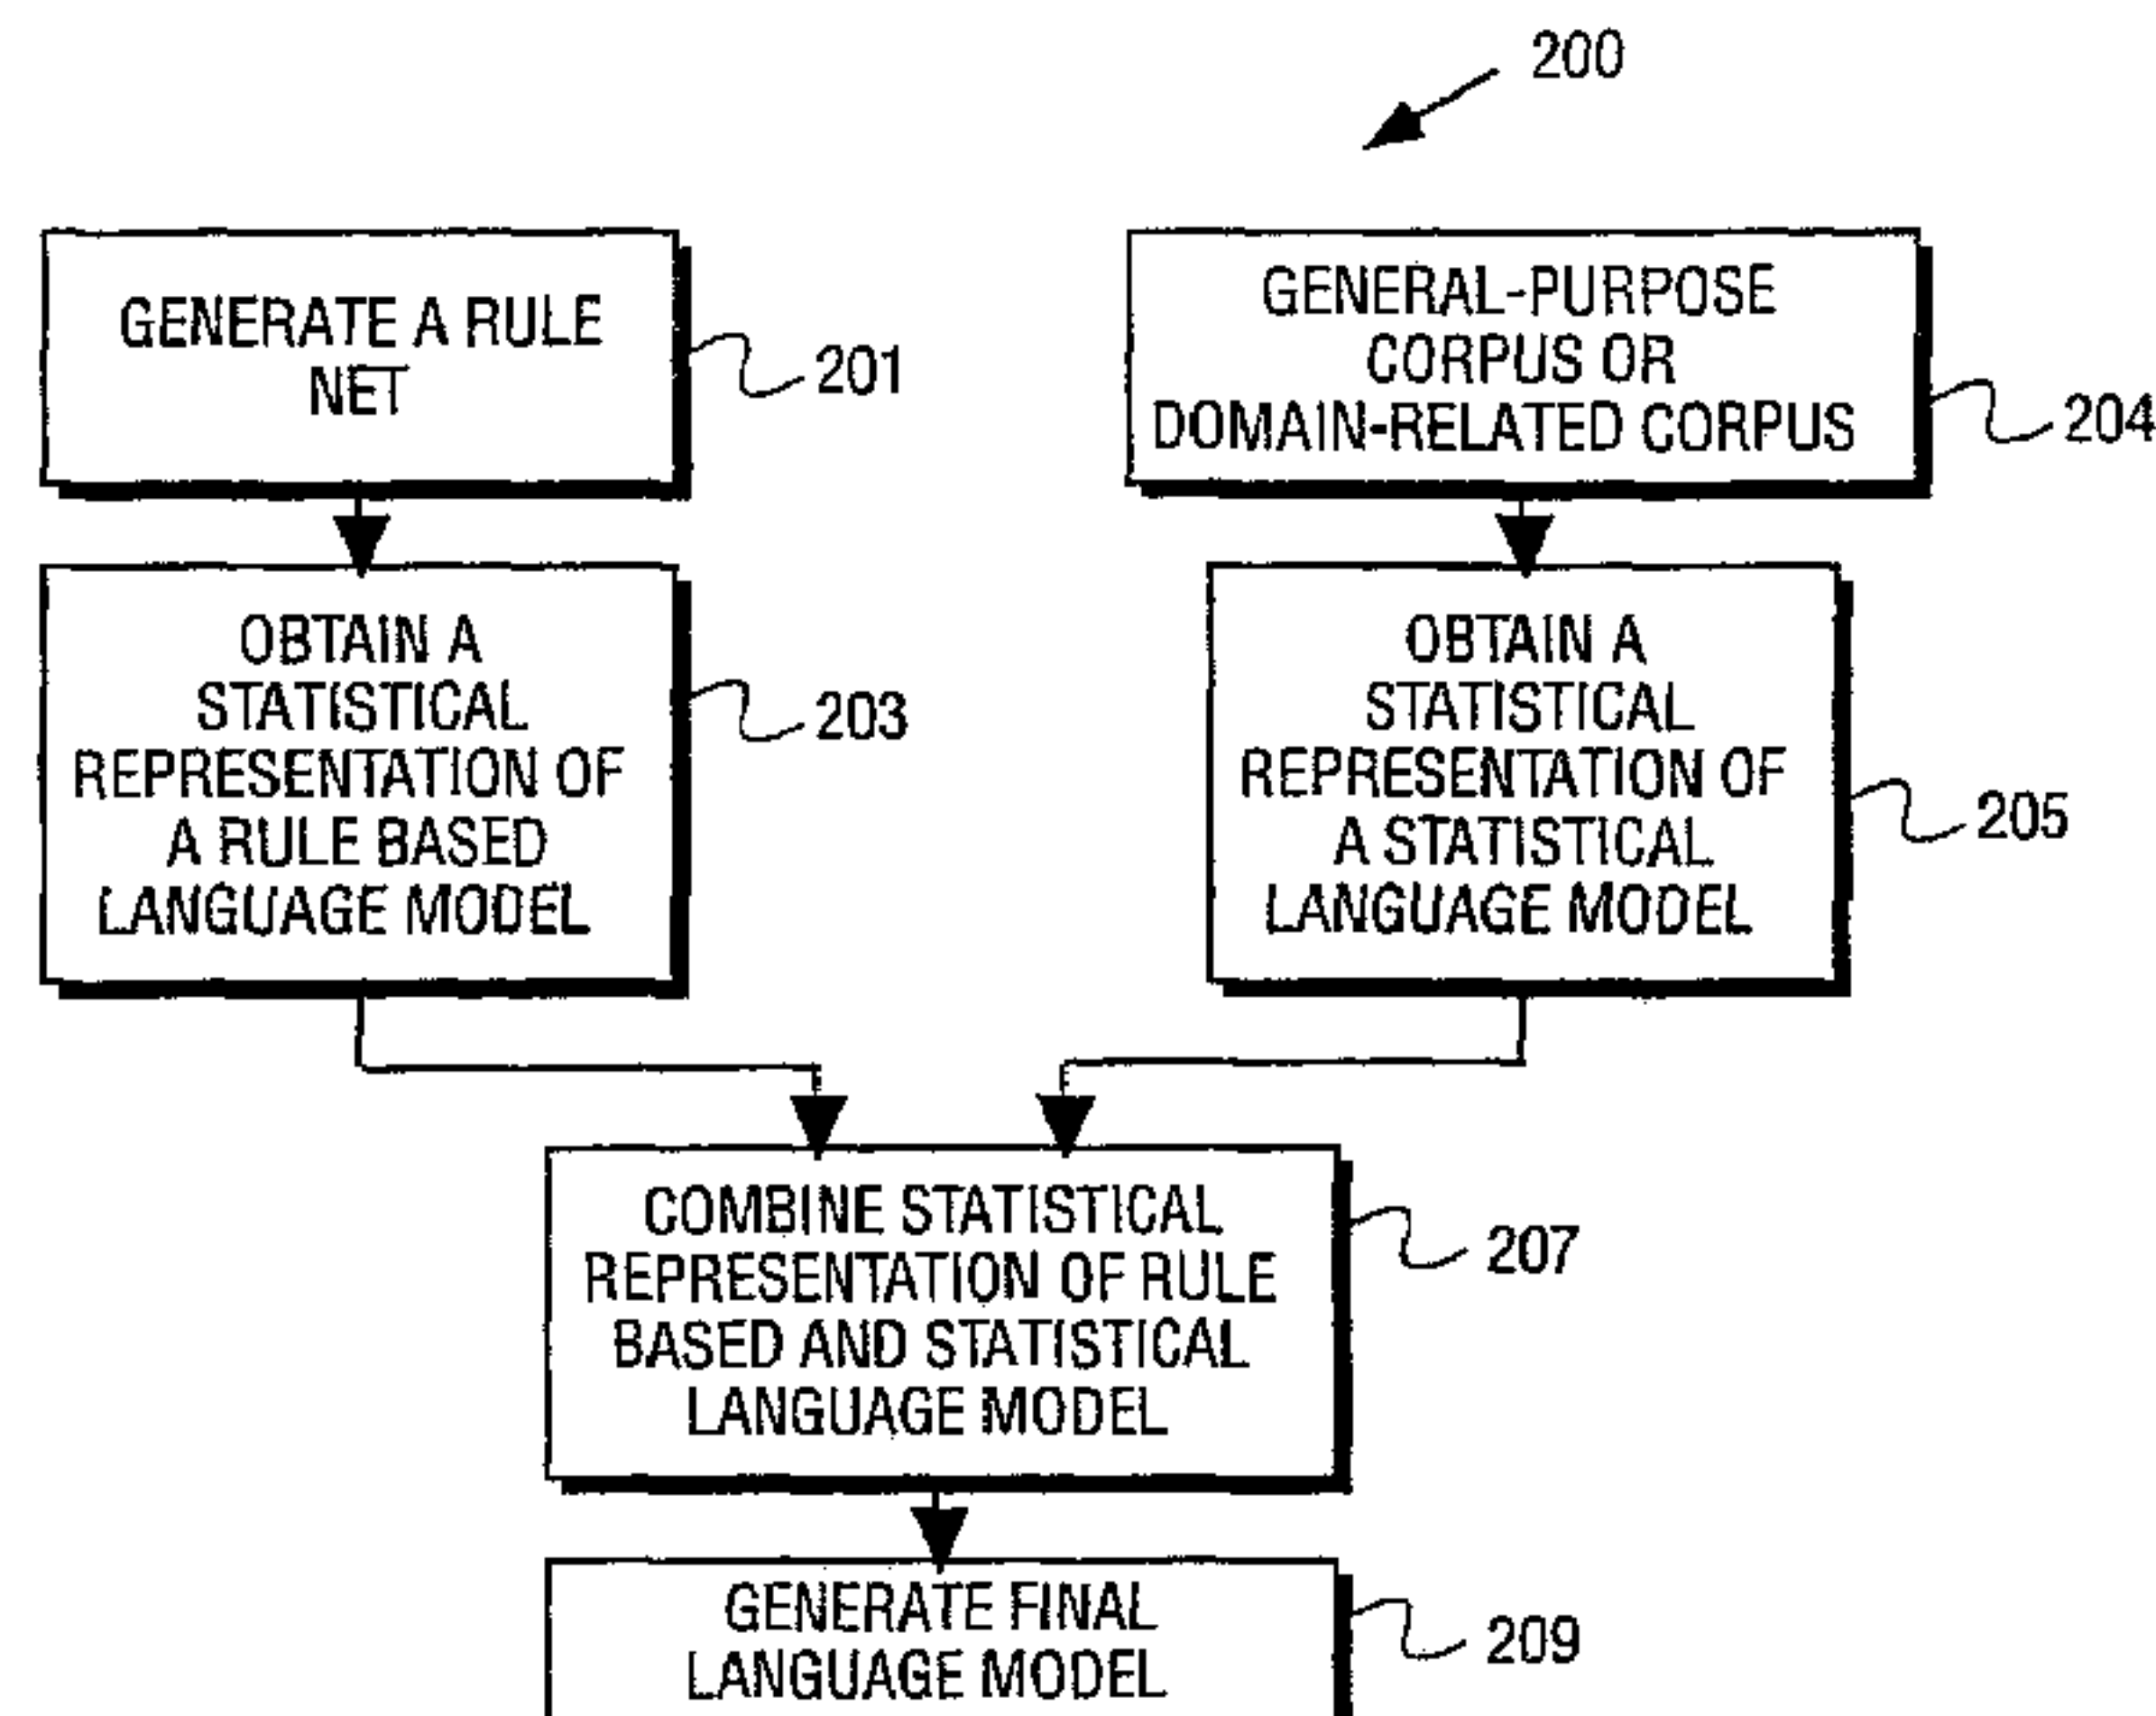 200
GENERATE A RULE
NET
201
GENERAL-PURPOSE
CORPUS OR
DOMAIN-RELATED CORPUS
204
OBTAIN A
STATISTICAL
REPRESENTATION OF
A RULE BASED
LANGUAGE MODEL
203
OBTAIN A
STATISTICAL
REPRESENTATION OF
A STATISTICAL
LANGUAGE MODEL
205
COMBINE STATISTICAL
REPRESENTATION OF RULE
BASED AND STATISTICAL
LANGUAGE MODEL
207
GENERATE FINAL
LANGUAGE MODEL
209